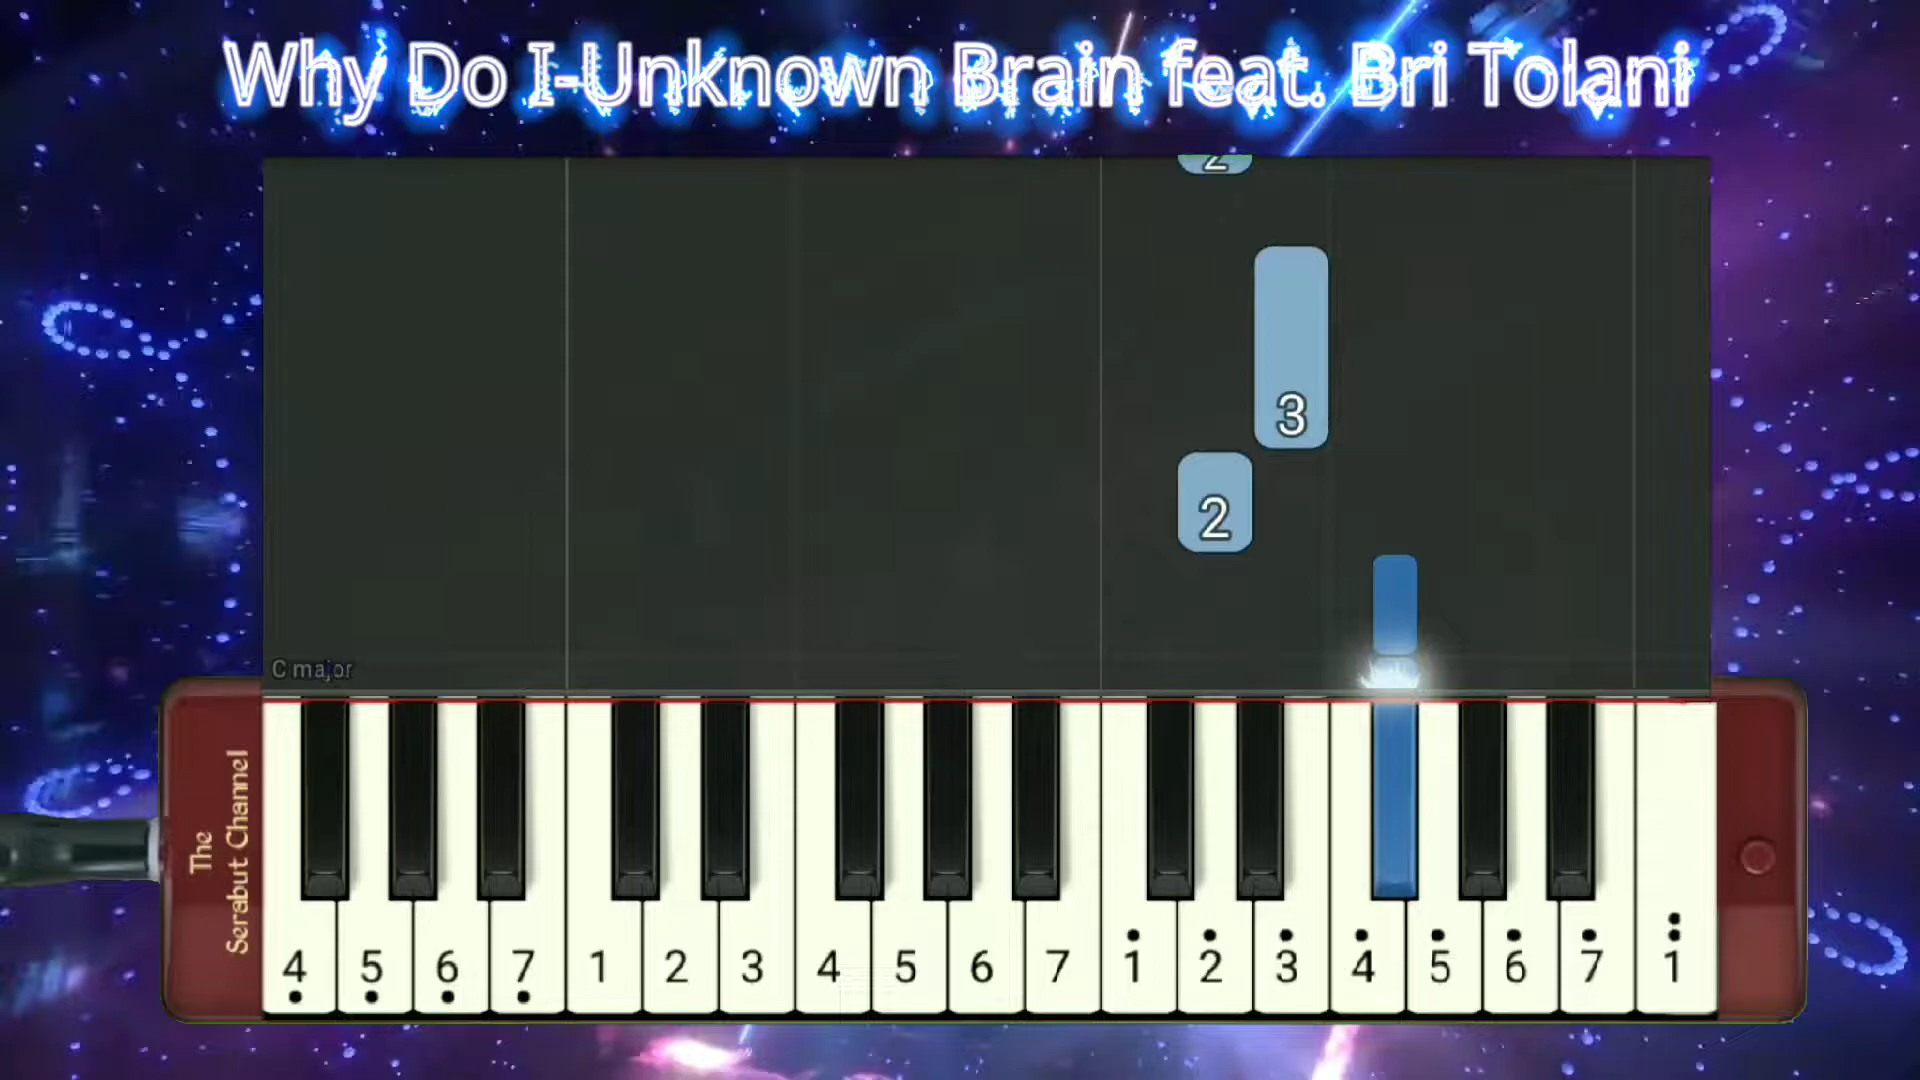 Why Do I-Unknown Brain feat. Bri Tolani
2
3
2
C major
The
Serabut Channel
4 5 6 7 1 2 3 4 5 6 7 1 2 3 4 5 6 7 1